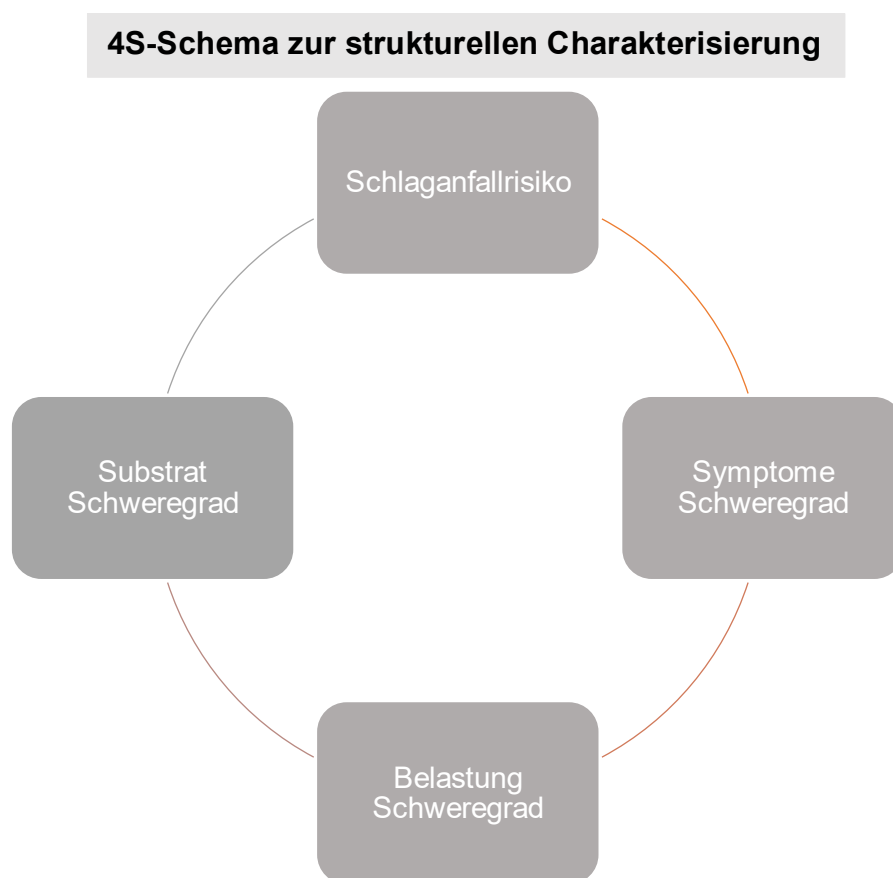 4S-Schema zur strukturellen Charakterisierung
Schlaganfallrisiko
Substrat
Schweregrad
Symptome
Schweregrad
Belastung
Schweregrad